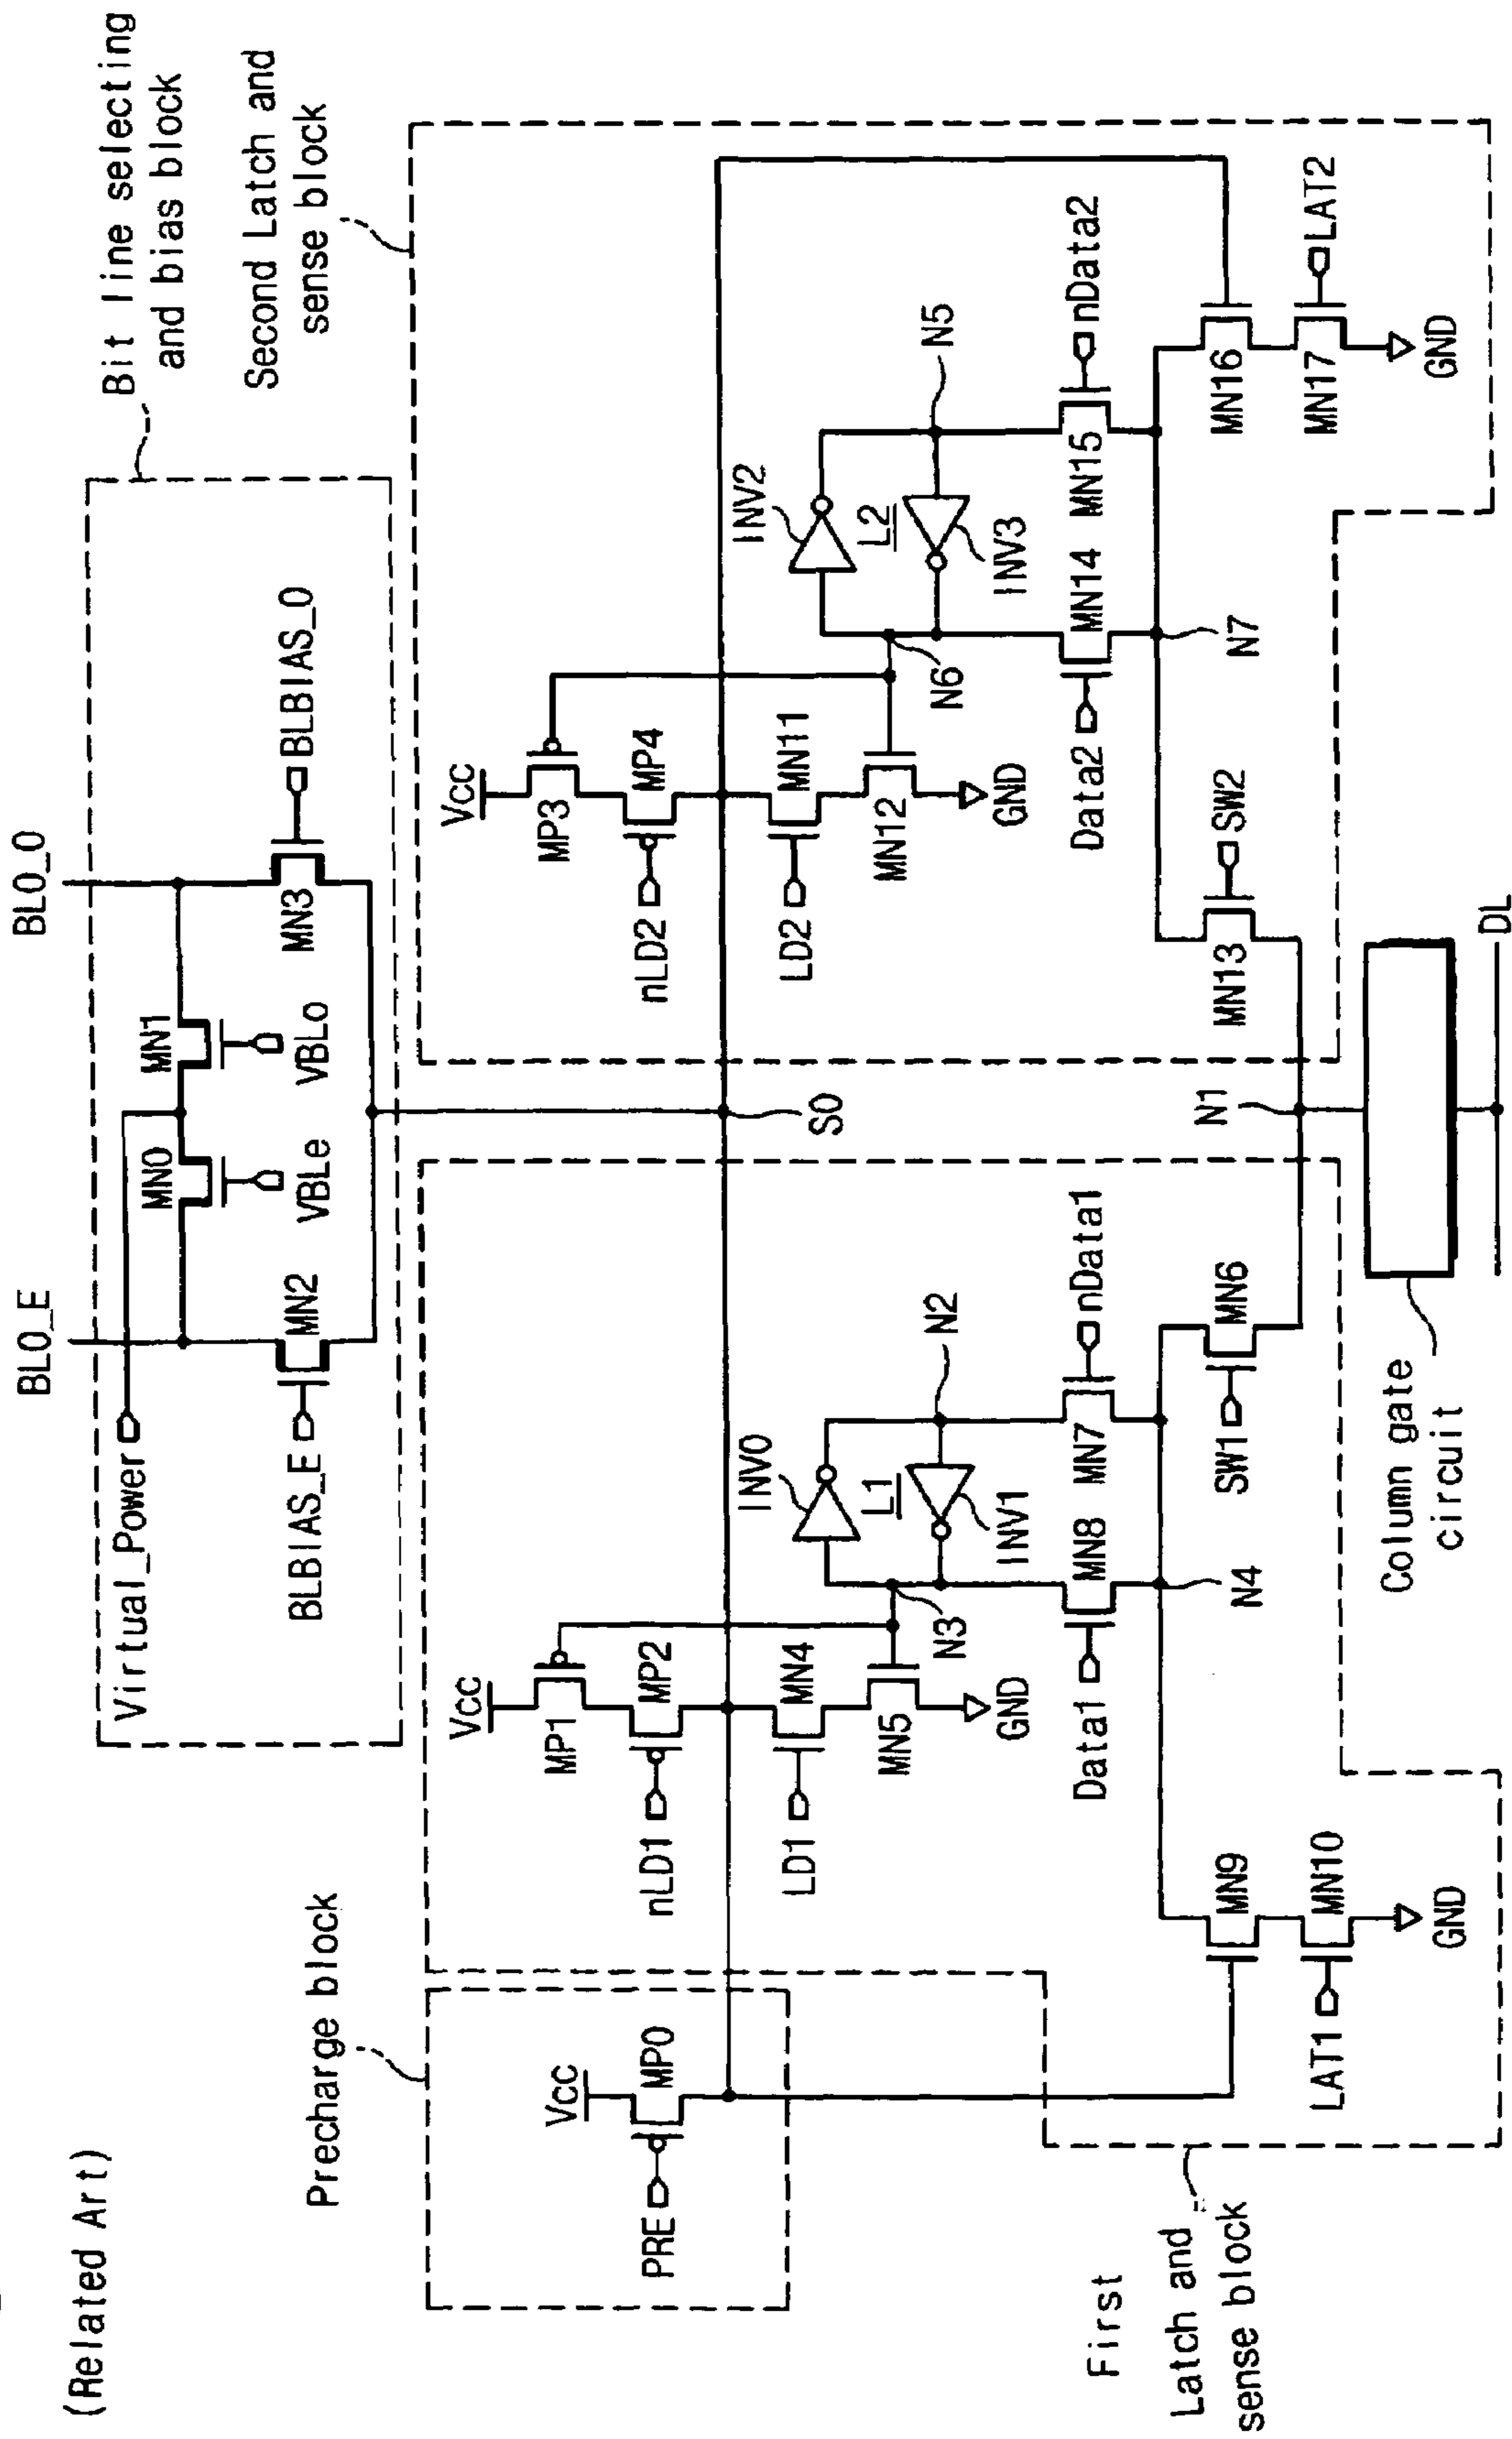 (Related Art)
BL0_E
BL0_O
Bit line selecting
and bias block
Virtual_Power
MN0
MN1
VBLe
VBLo
BLBIAS_E
MN2
MN3
BLBIAS_O
Second Latch and
sense block
Precharge block
Vcc
PRE
MP0
Vcc
MP1
nLD1
MP2
LD1
MN4
MN5
GND
N3
INV0
L1
INV1
N2
Data1
MN8
MN7
nData1
N4
SW1
MN6
LAT1
MN9
MN10
GND
First
Latch and
sense block
S0
Vcc
MP3
nLD2
MP4
LD2
MN11
MN12
GND
N6
INV2
L2
INV3
N5
Data2
MN14
MN15
nData2
N7
MN13
SW2
MN16
MN17
LAT2
GND
N1
Column gate
circuit
DL